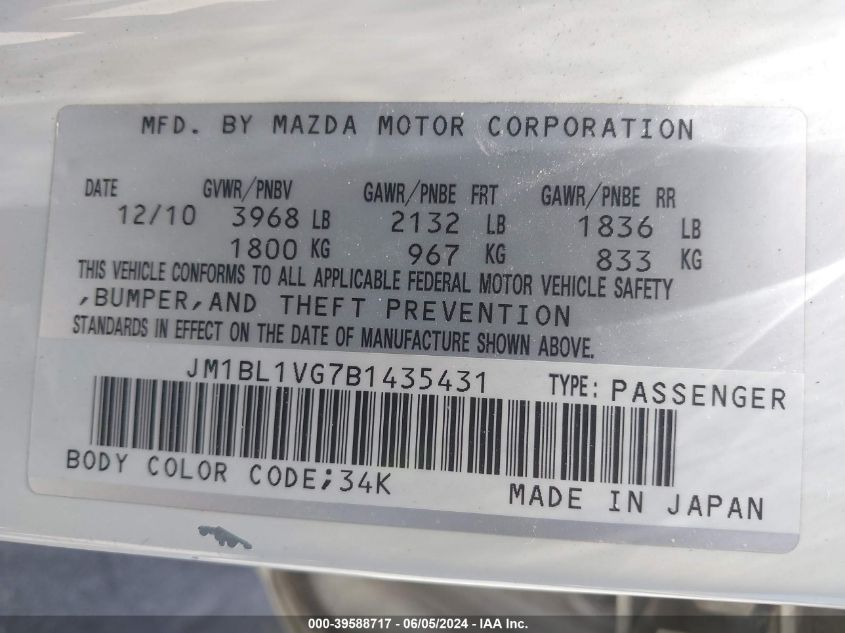 MFD. BY MAZDA MOTOR CORPORATION
DATE GVWR/PNBV GAWR/PNBE FRT GAWR/PNBE RR
12/10 3968 LB 2132 LB 1836 LB
1800 KG 967 KG 833 KG
THIS VEHICLE CONFORMS TO ALL APPLICABLE FEDERAL MOTOR VEHICLE SAFETY
,BUMPER,AND THEFT PREVENTION
STANDARDS IN EFFECT ON THE DATE OF MANUFACTURE SHOWN ABOVE.
JM1BL1VG7B1435431 TYPE: PASSENGER
BODY COLOR CODE;34K MADE IN JAPAN
000-39588717 - 06/05/2024 - IAA Inc.